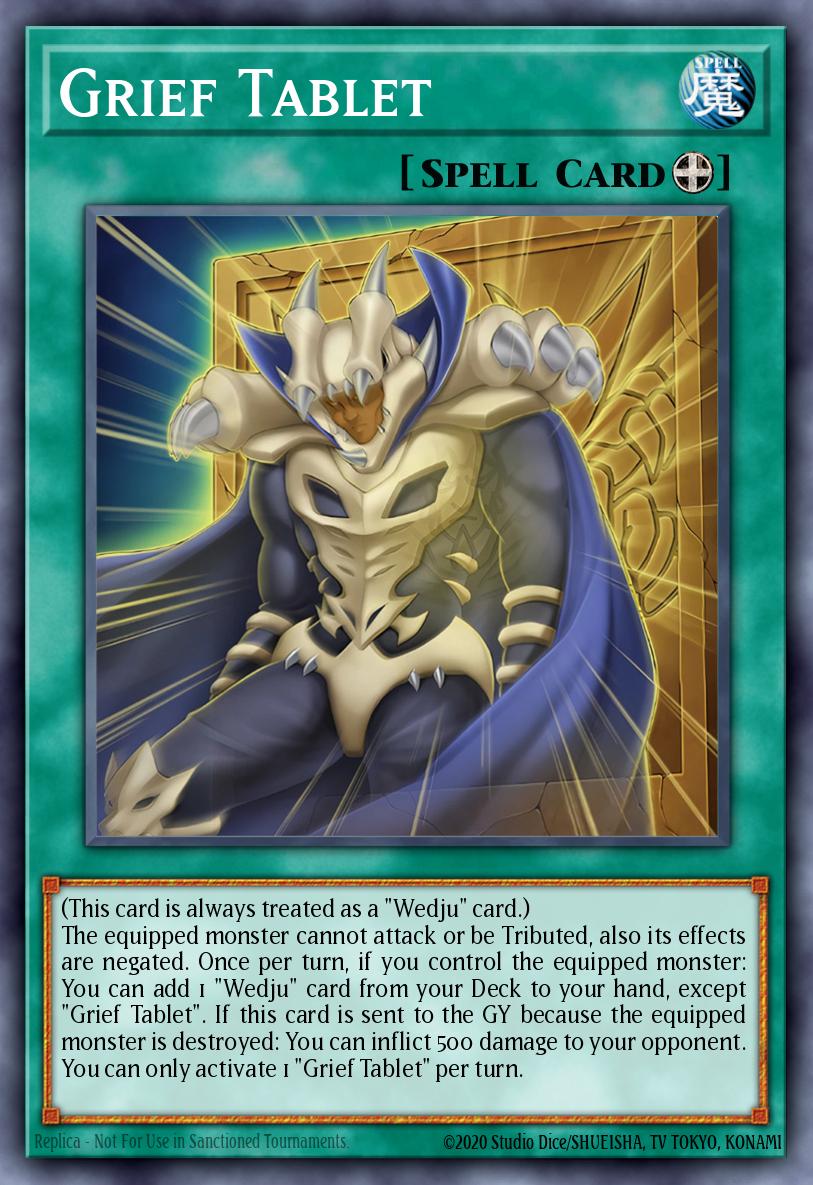 Grief Tablet
SPELL
魔
[Spell Card]
(This card is always treated as a "Wedju" card.)
The equipped monster cannot attack or be Tributed, also its effects
are negated. Once per turn, if you control the equipped monster:
You can add 1 "Wedju" card from your Deck to your hand, except
"Grief Tablet". If this card is sent to the GY because the equipped
monster is destroyed: You can inflict 500 damage to your opponent.
You can only activate 1 "Grief Tablet" per turn.
Replica - Not For Use in Sanctioned Tournaments.
©2020 Studio Dice/SHUEISHA, TV TOKYO, KONAMI